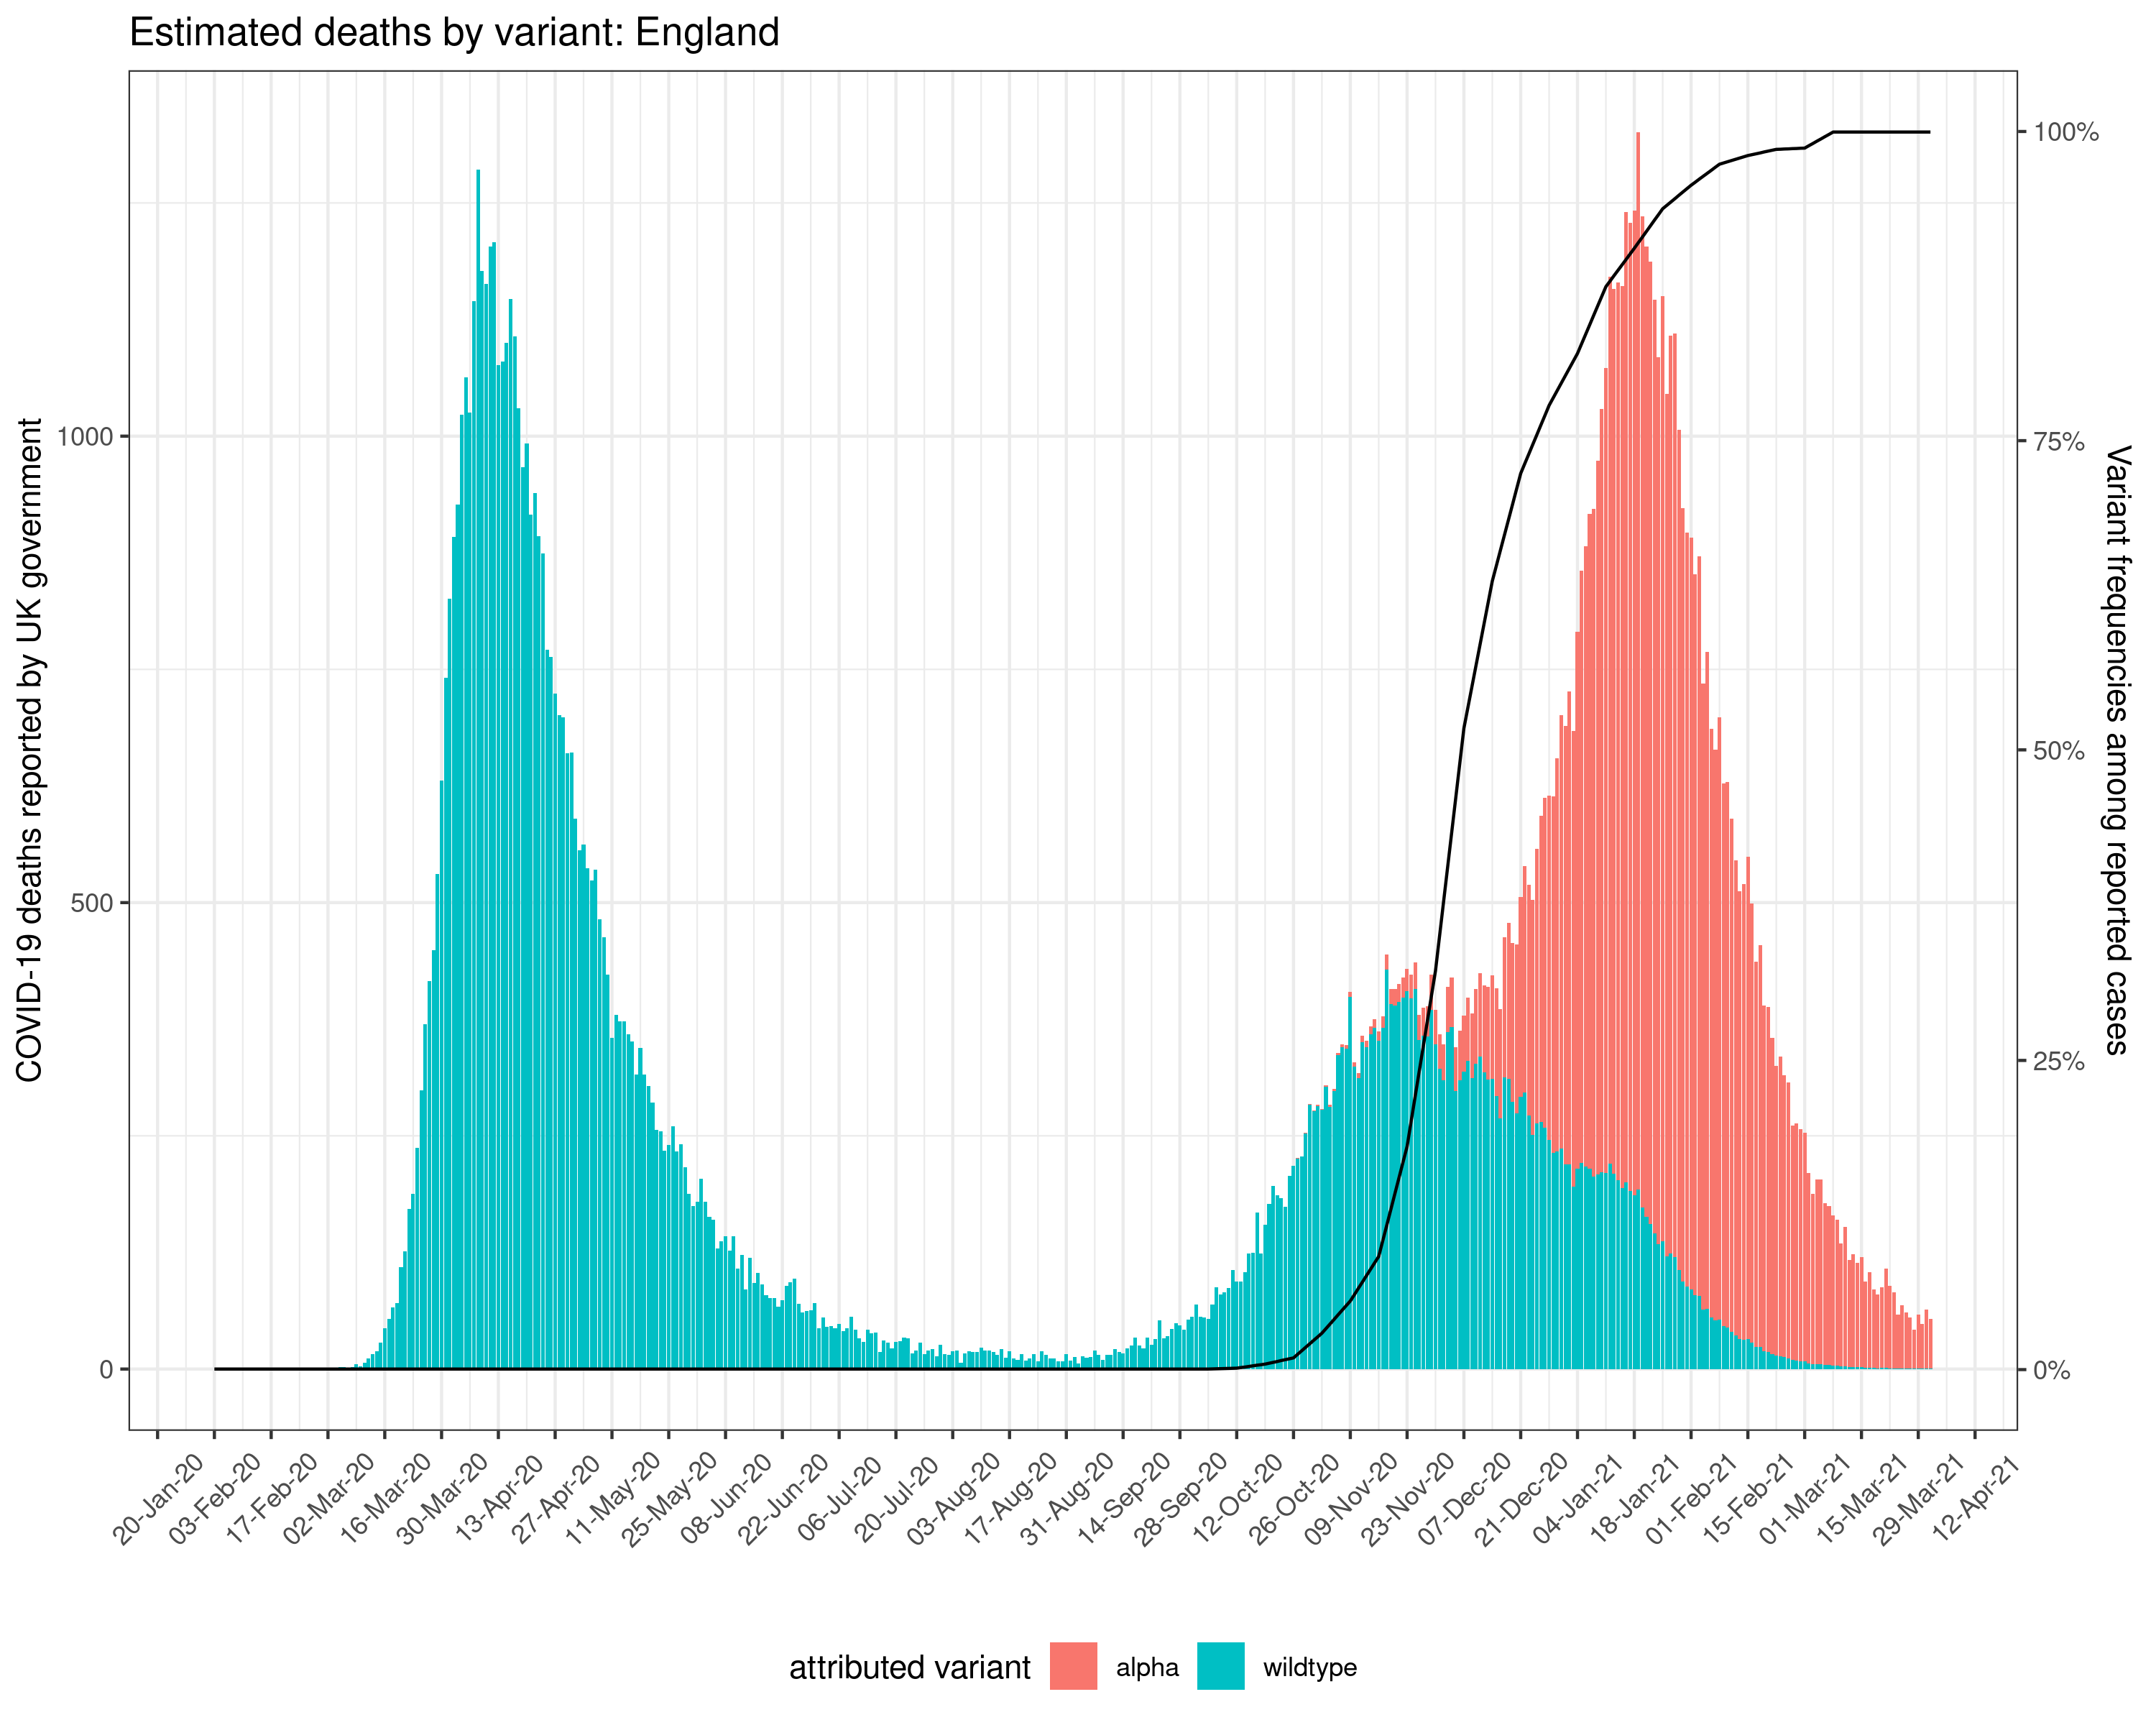 Estimated deaths by variant: England
COVID-19 deaths reported by UK government
1000
500
0
100%
75%
50%
25%
0%
Variant frequencies among reported cases
20-Jan-20
03-Feb-20
17-Feb-20
02-Mar-20
16-Mar-20
30-Mar-20
13-Apr-20
27-Apr-20
11-May-20
25-May-20
08-Jun-20
22-Jun-20
06-Jul-20
20-Jul-20
03-Aug-20
17-Aug-20
31-Aug-20
14-Sep-20
28-Sep-20
12-Oct-20
26-Oct-20
09-Nov-20
23-Nov-20
07-Dec-20
21-Dec-20
04-Jan-21
18-Jan-21
01-Feb-21
15-Feb-21
01-Mar-21
15-Mar-21
29-Mar-21
12-Apr-21
attributed variant alpha wildtype